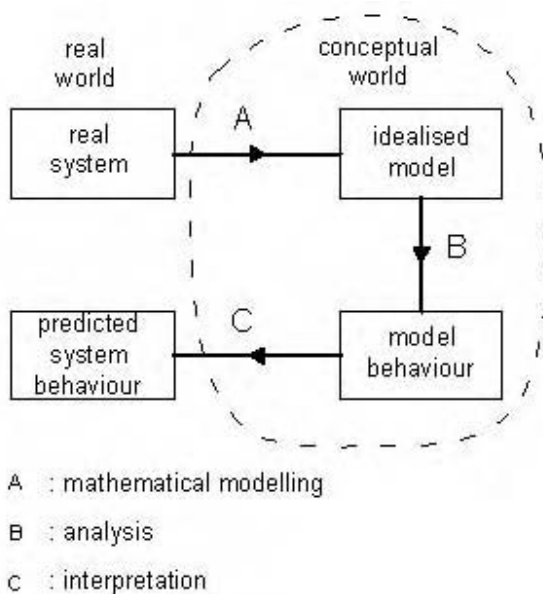 real
world
conceptual
world
real
system
A
idealised
model
B
predicted
system
behaviour
C
model
behaviour
A : mathematical modelling
B : analysis
C : interpretation